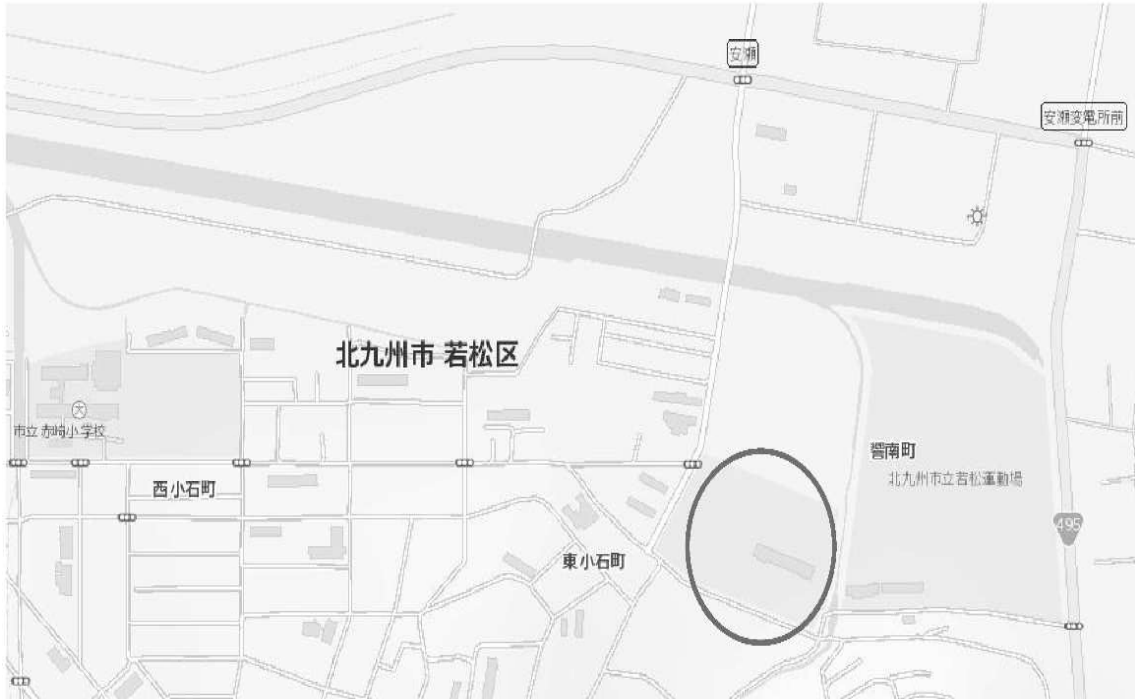 安瀬
安瀬変電所前
北九州市 若松区
市立 赤崎小学校
響南町
北九州市立若松運動場
西小石町
495
東小石町